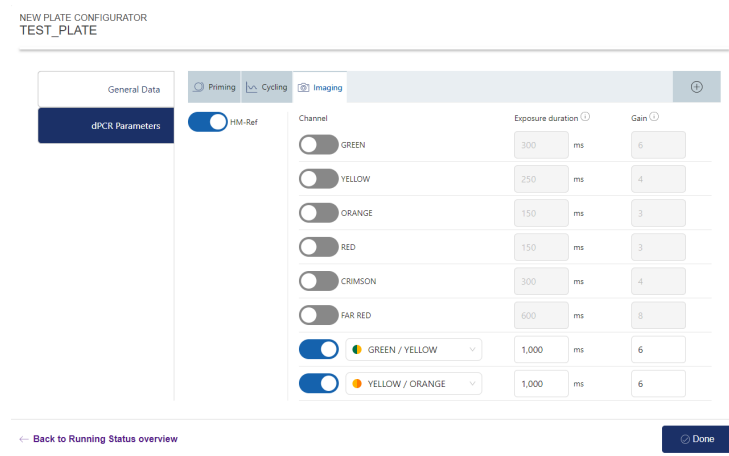 NEW PLATE CONFIGURATOR
TEST_PLATE
General Data
dPCR Parameters
Priming Cycling Imaging
HM-Ref
Channel Exposure duration Gain
GREEN 300 ms 6
YELLOW 250 ms 4
ORANGE 150 ms 3
RED 150 ms 3
CRIMSON 300 ms 4
FAR RED 600 ms 8
GREEN / YELLOW 1,000 ms 6
YELLOW / ORANGE 1,000 ms 6
← Back to Running Status overview
Done